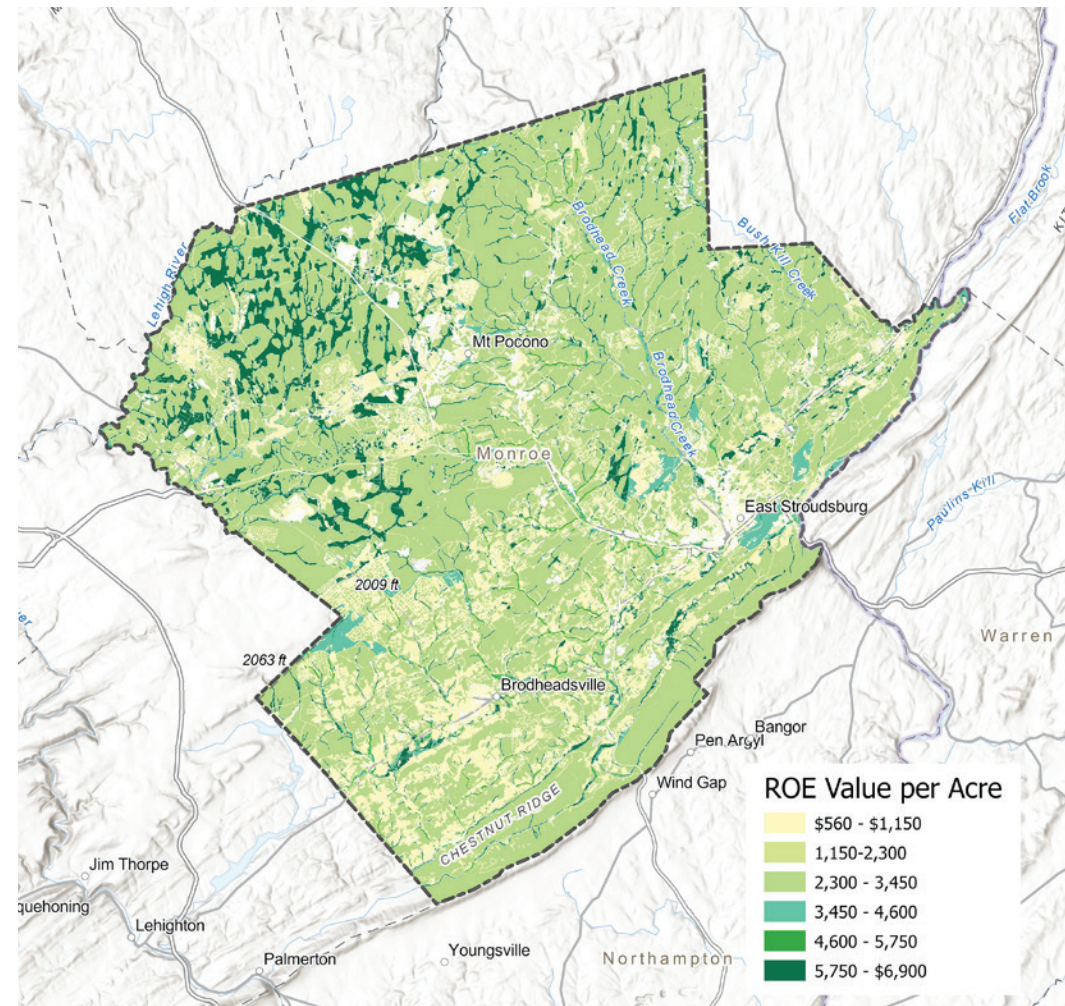 Flat Brook
KIT
Brodhead Creek
Bush Kill Creek
Lehigh River
Mt Pocono
Brodhead Creek
Monroe
Paulins Kill
East Stroudsburg
2009 ft
Warren
2063 ft
Brodheadsville
Bangor
Pen Argyl
Wind Gap
ROE Value per Acre
$560 - $1,150
1,150-2,300
2,300 - 3,450
3,450 - 4,600
4,600 - 5,750
5,750 - $6,900
CHESTNUT RIDGE
Jim Thorpe
quehoning
Lehighton
Youngsville
Northampton
Palmerton